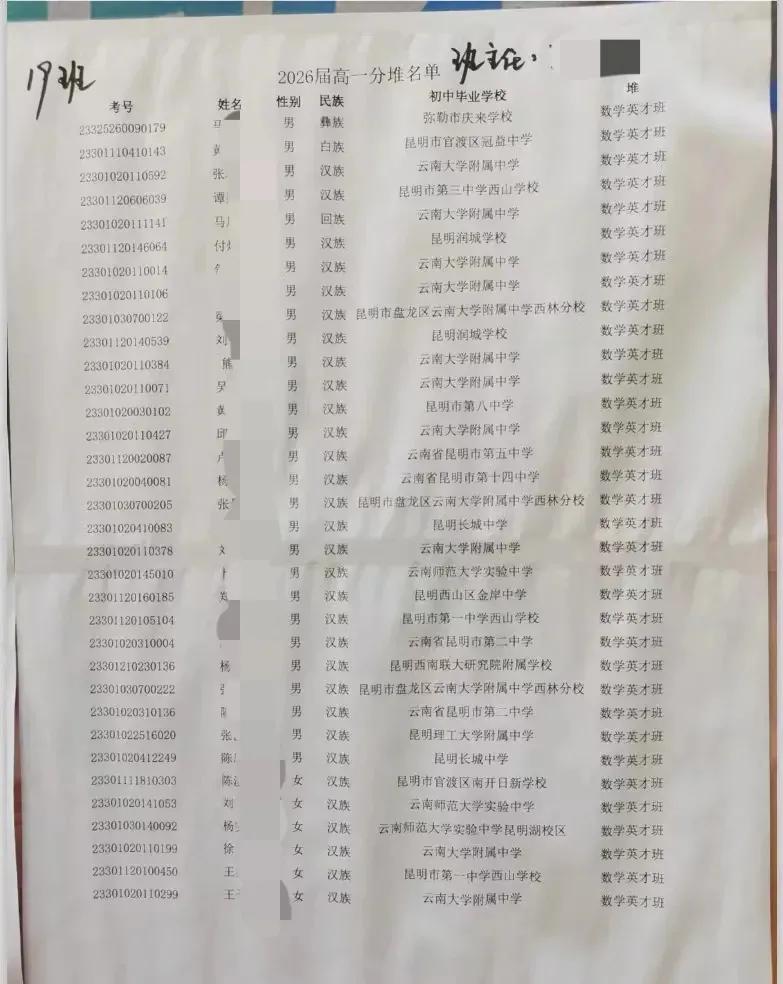 19班
2026届高一分堆名单 班主任：
考号 姓名 性别 民族 初中毕业学校 堆
23325260090179 男 彝族 弥勒市庆来学校 数学英才班
23301110410143 男 白族 昆明市官渡区冠益中学 数学英才班
23301020110592 张 男 汉族 云南大学附属中学 数学英才班
23301120606039 谭 男 汉族 昆明市第三中学西山学校 数学英才班
23301020111141 马 男 回族 云南大学附属中学 数学英才班
23301120146064 付 男 汉族 昆明润城学校 数学英才班
23301020110014 男 汉族 云南大学附属中学 数学英才班
23301020110106 男 汉族 云南大学附属中学 数学英才班
23301030700122 男 汉族 昆明市盘龙区云南大学附属中学西林分校 数学英才班
23301120140539 刘 男 汉族 昆明润城学校 数学英才班
23301020110384 熊 男 汉族 云南大学附属中学 数学英才班
23301020110071 男 汉族 云南大学附属中学 数学英才班
23301020030102 男 汉族 昆明市第八中学 数学英才班
23301020110427 邱 男 汉族 云南大学附属中学 数学英才班
23301120020087 男 汉族 云南省昆明市第五中学 数学英才班
23301020040081 杨 男 汉族 云南省昆明市第十四中学 数学英才班
23301030700205 张 男 汉族 昆明市盘龙区云南大学附属中学西林分校 数学英才班
23301020410083 男 汉族 昆明长城中学 数学英才班
23301020110378 男 汉族 云南大学附属中学 数学英才班
23301020145010 男 汉族 云南师范大学实验中学 数学英才班
23301120160185 男 汉族 昆明西山区金岸中学 数学英才班
23301120105104 男 汉族 昆明市第一中学西山学校 数学英才班
23301020310004 男 汉族 云南省昆明市第二中学 数学英才班
23301210230136 杨 男 汉族 昆明西南联大研究院附属学校 数学英才班
23301030700222 男 汉族 昆明市盘龙区云南大学附属中学西林分校 数学英才班
23301020310136 男 汉族 云南省昆明市第二中学 数学英才班
23301022516020 张 男 汉族 昆明理工大学附属中学 数学英才班
23301020412249 陈 男 汉族 昆明长城中学 数学英才班
23301111810303 陈 女 汉族 昆明市官渡区南开日新学校 数学英才班
23301020141053 刘 女 汉族 云南师范大学实验中学 数学英才班
23301030140092 杨 女 汉族 云南师范大学实验中学昆明湖校区 数学英才班
23301020110199 徐 女 汉族 云南大学附属中学 数学英才班
23301120100450 王 女 汉族 昆明市第一中学西山学校 数学英才班
23301020110299 王 女 汉族 云南大学附属中学 数学英才班